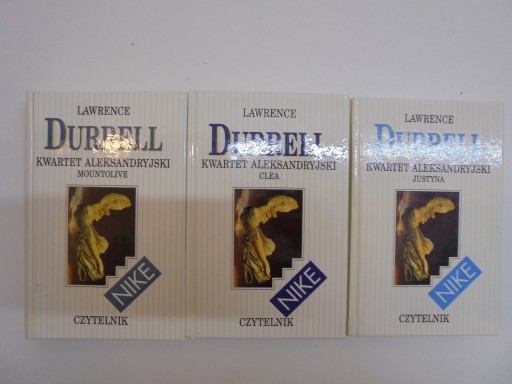 LAWRENCE
DURRELL
KWARTET ALEKSANDRYJSKI
MOUNTOLIVE
NIKE
CZYTELNIK
LAWRENCE
DURRELL
KWARTET ALEKSANDRYJSKI
CLEA
NIKE
CZYTELNIK
LAWRENCE
DURRELL
KWARTET ALEKSANDRYJSKI
JUSTYNA
NIKE
CZYTELNIK